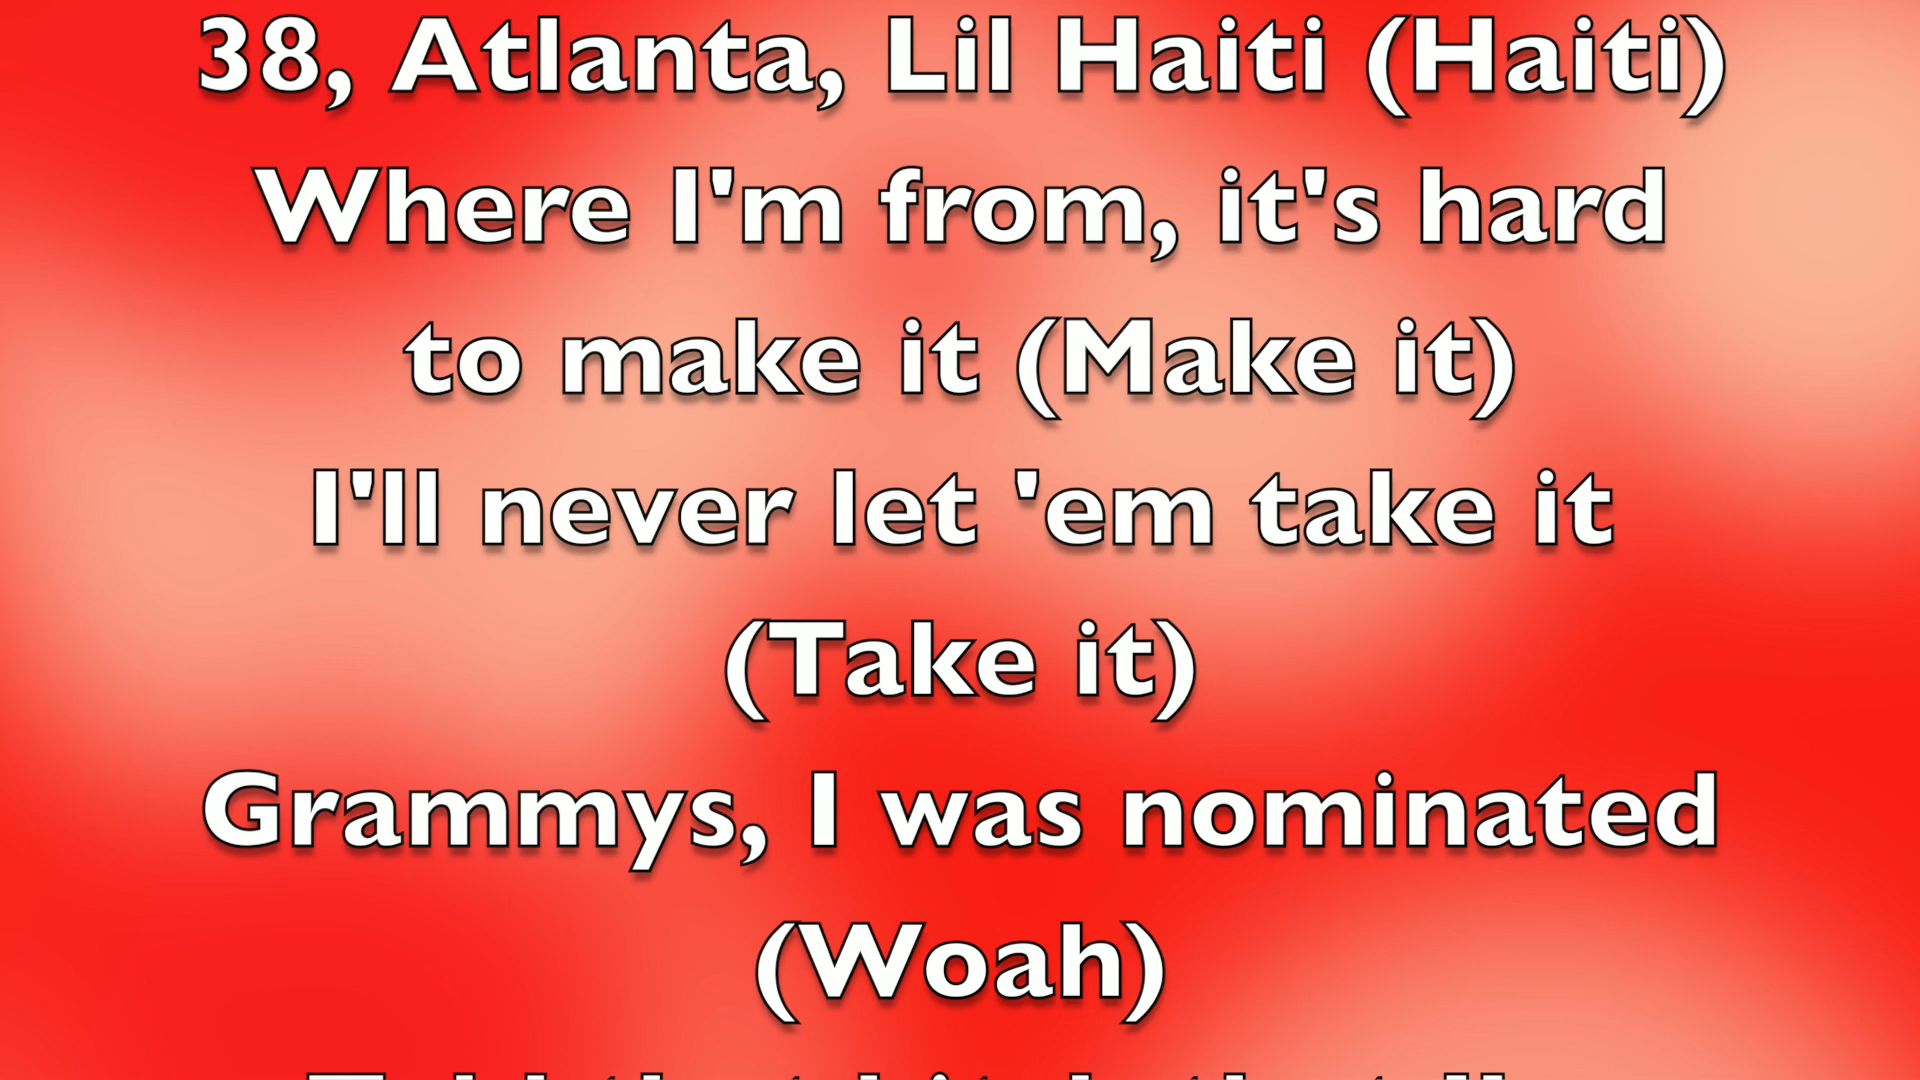 38, Atlanta, Lil Haiti (Haiti)
Where I'm from, it's hard
to make it (Make it)
I'll never let 'em take it
(Take it)
Grammys, I was nominated
(Woah)